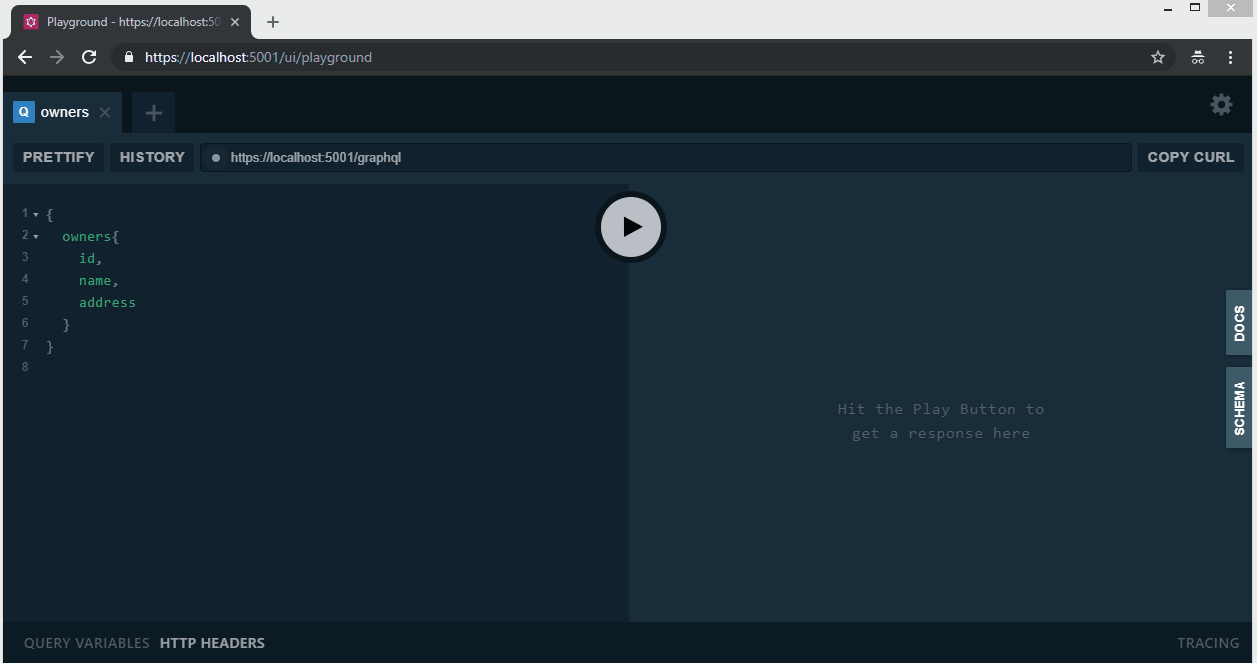 Playground - https://localhost:50
https://localhost:5001/ui/playground
Q owners
PRETTIFY HISTORY https://localhost:5001/graphql COPY CURL
1 {
2 owners{
3 id,
4 name,
5 address
6 }
7 }
8
Hit the Play Button to
get a response here
DOCS
SCHEMA
QUERY VARIABLES HTTP HEADERS TRACING